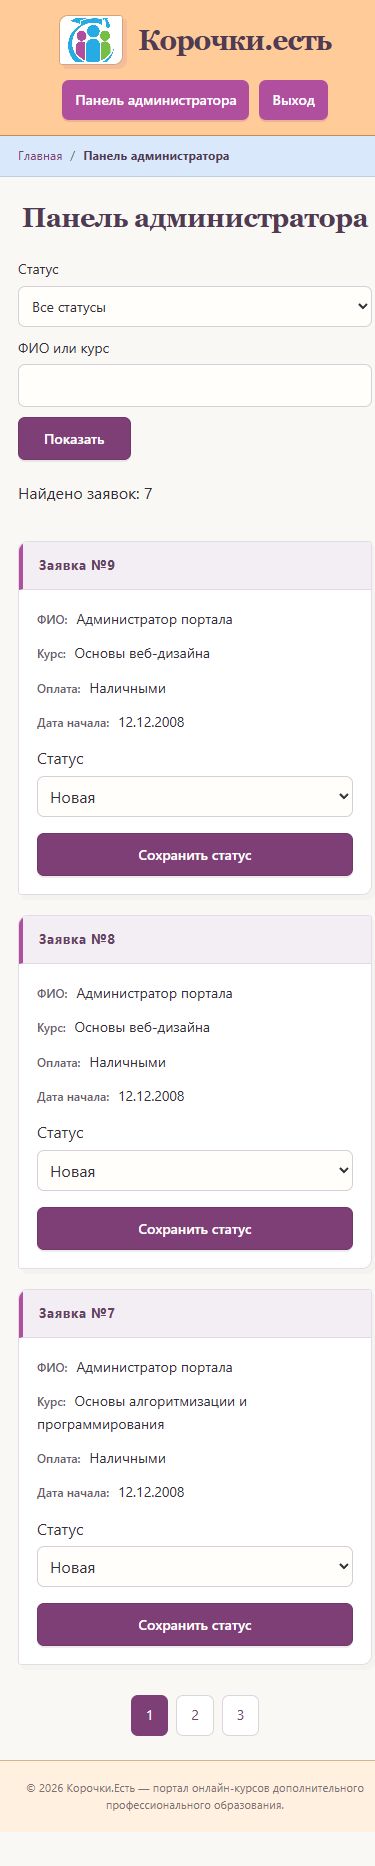 Корочки.есть
Панель администратора
Выход
Главная / Панель администратора
Панель администратора
Статус
Все статусы
ФИО или курс
Показать
Найдено заявок: 7
Заявка №9
ФИО: Администратор портала
Курс: Основы веб-дизайна
Оплата: Наличными
Дата начала: 12.12.2008
Статус
Новая
Сохранить статус
Заявка №8
ФИО: Администратор портала
Курс: Основы веб-дизайна
Оплата: Наличными
Дата начала: 12.12.2008
Статус
Новая
Сохранить статус
Заявка №7
ФИО: Администратор портала
Курс: Основы алгоритмизации и
программирования
Оплата: Наличными
Дата начала: 12.12.2008
Статус
Новая
Сохранить статус
1 2 3
© 2026 Корочки.Есть — портал онлайн-курсов дополнительного
профессионального образования.